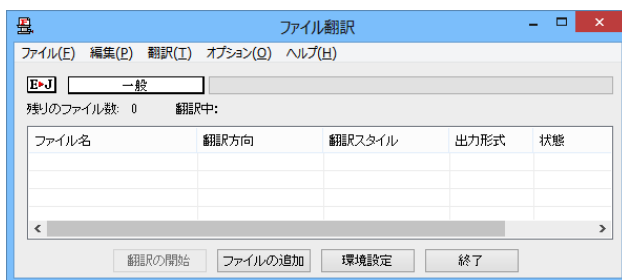 ファイル翻訳
ファイル(F) 編集(P) 翻訳(T) オプション(O) ヘルプ(H)
E▸J 一般
残りのファイル数: 0 翻訳中:
ファイル名 翻訳方向 翻訳スタイル 出力形式 状態
翻訳の開始 ファイルの追加 環境設定 終了